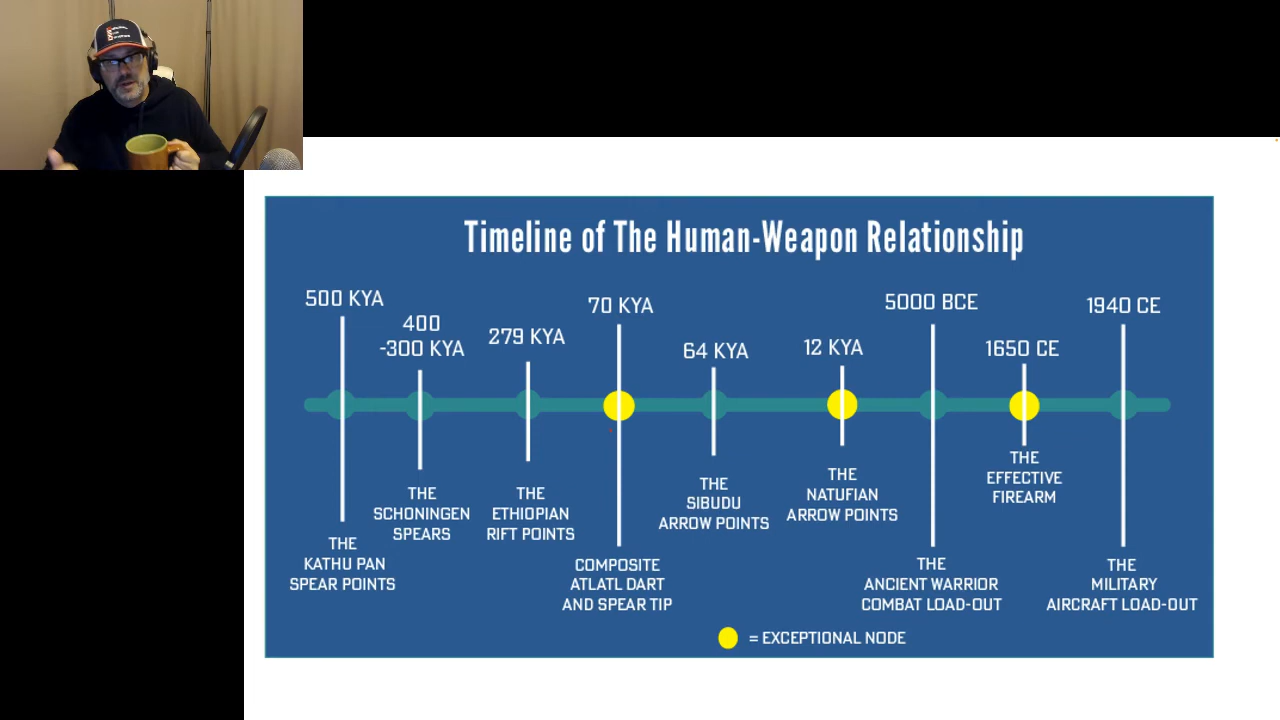 Timeline of The Human-Weapon Relationship
500 KYA
400
-300 KYA
279 KYA
70 KYA
64 KYA
12 KYA
5000 BCE
1650 CE
1940 CE
THE
KATHU PAN
SPEAR POINTS
THE
SCHONINGEN
SPEARS
THE
ETHIOPIAN
RIFT POINTS
COMPOSITE
ATLATL DART
AND SPEAR TIP
THE
SIBUDU
ARROW POINTS
THE
NATUFIAN
ARROW POINTS
THE
ANCIENT WARRIOR
COMBAT LOAD-OUT
THE
EFFECTIVE
FIREARM
THE
MILITARY
AIRCRAFT LOAD-OUT
= EXCEPTIONAL NODE